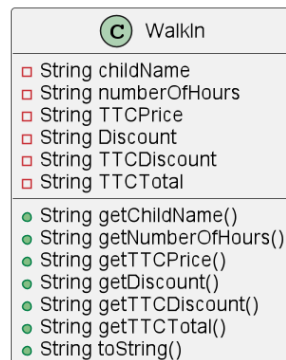 C WalkIn
String childName
String numberOfHours
String TTCPrice
String Discount
String TTCDiscount
String TTCTotal
String getChildName()
String getNumberOfHours()
String getTTCPrice()
String getDiscount()
String getTTCDiscount()
String getTTCTotal()
String toString()